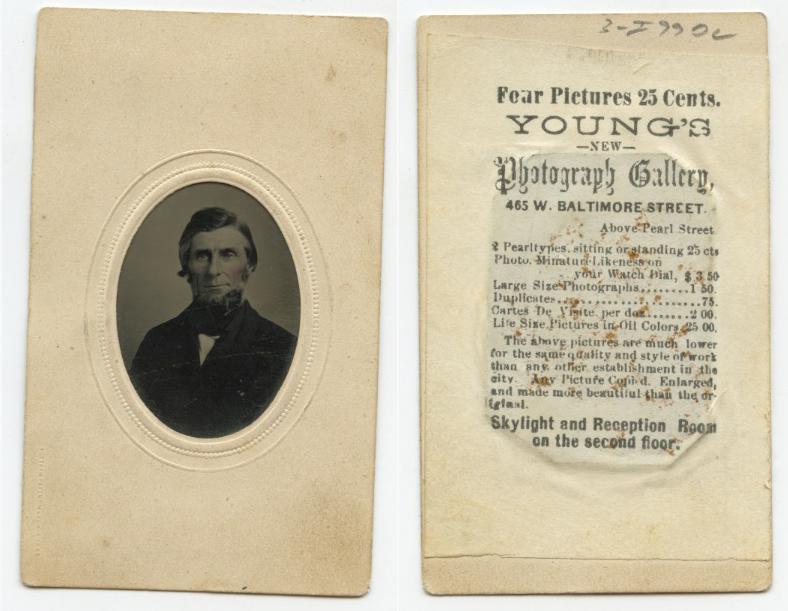 Four Pictures 25 Cents.
YOUNG'S
—NEW—
Photograph Gallery,
465 W. BALTIMORE STREET.
Above Pearl Street
2 Pearltypes, sitting or standing 25 cts
Photo. Minature Likeness on
your Watch Dial, $3 50
Large Size Photographs........1 50.
Duplicates......................75.
Cartes De Visite per doz.......2 00.
Life Size Pictures in Oil Colors 25 00.
The above pictures are much lower
for the same quality and style of work
than any other establishment in the
city. Any Picture Copied. Enlarged,
and made more beautiful than the or-
iginal.
Skylight and Reception Room
on the second floor.